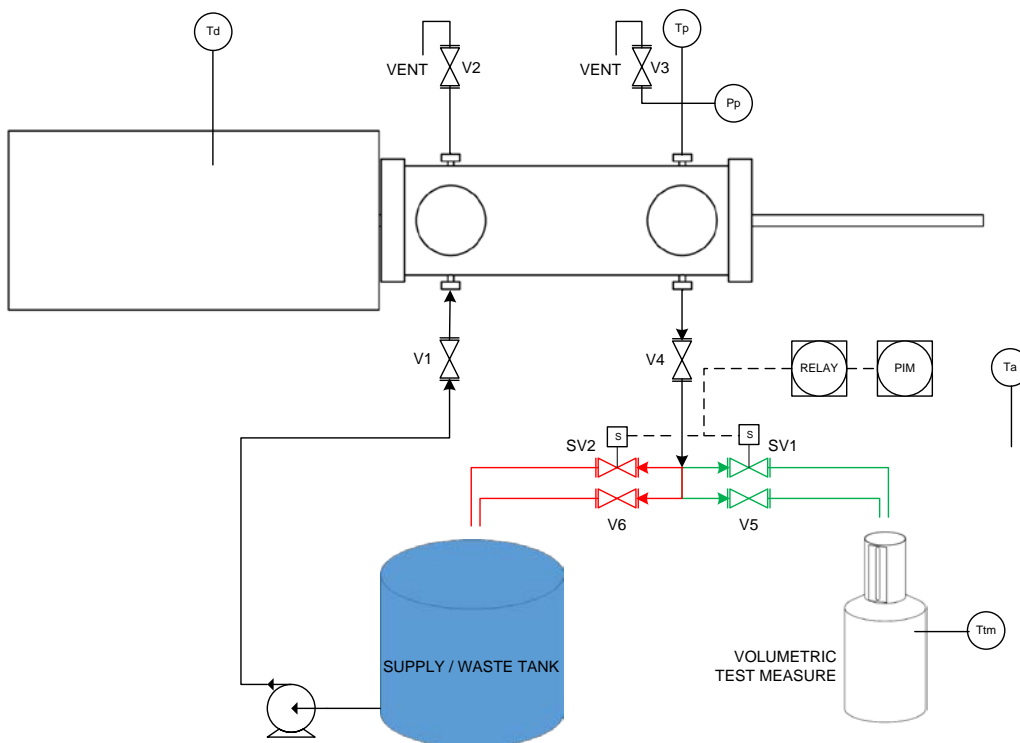 Td
Tp
VENT
V2
VENT
V3
Pp
V1
V4
RELAY
PIM
Ta
S
S
SV2
SV1
V6
V5
SUPPLY / WASTE TANK
VOLUMETRIC
TEST MEASURE
Ttm